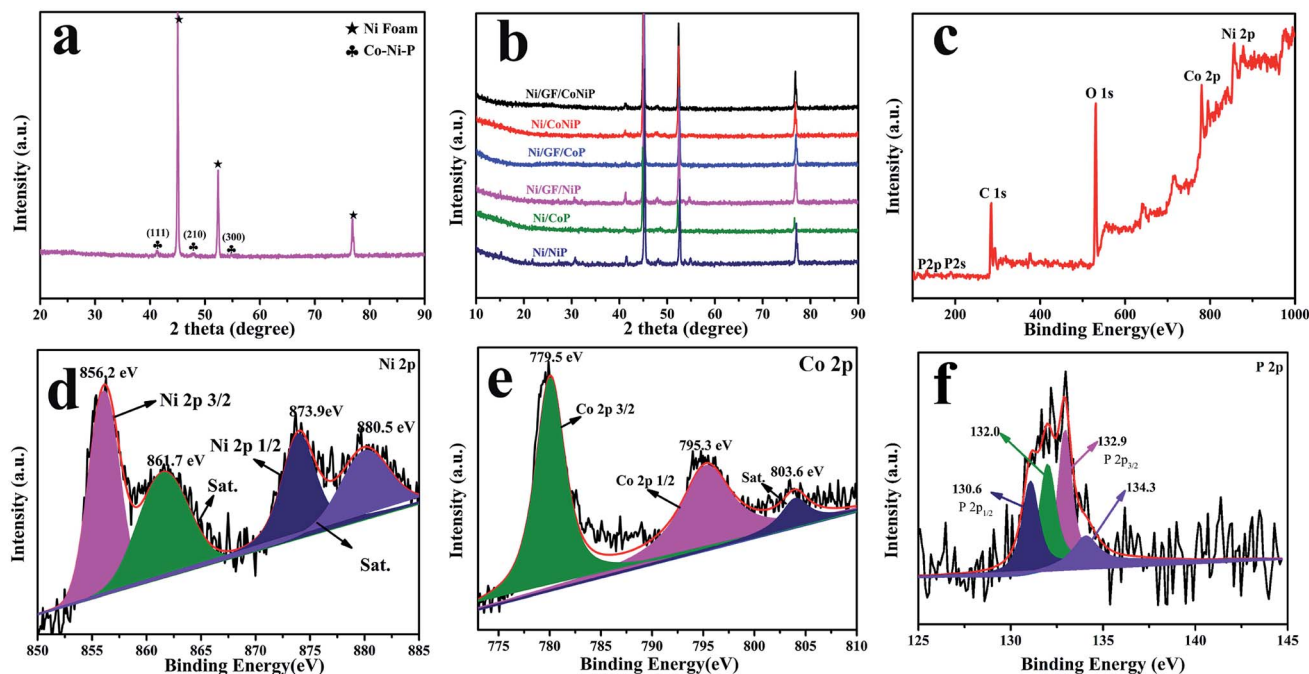 a
★ Ni Foam
♣ Co-Ni-P
(111)
(210)
(300)
Intensity (a.u.)
20 30 40 50 60 70 80 90
2 theta (degree)
b
Ni/GF/CoNiP
Ni/CoNiP
Ni/GF/CoP
Ni/GF/NiP
Ni/CoP
Ni/NiP
Intensity (a.u.)
10 20 30 40 50 60 70 80 90
2 theta (degree)
c
Ni 2p
Co 2p
O 1s
C 1s
P2p P2s
Intensity (a.u.)
200 400 600 800 1000
Binding Energy(eV)
d
Ni 2p
856.2 eV
Ni 2p 3/2
861.7 eV
Sat.
873.9eV
Ni 2p 1/2
880.5 eV
Sat.
Intensity (a.u.)
850 855 860 865 870 875 880 885
Binding Energy(eV)
e
Co 2p
779.5 eV
Co 2p 3/2
795.3eV
Co 2p 1/2
803.6 eV
Sat.
Intensity (a.u.)
775 780 785 790 795 800 805 810
Binding Energy(eV)
f
P 2p
132.0
132.9
P 2p3/2
130.6
P 2p1/2
134.3
Intensity (a.u.)
125 130 135 140 145
Binding Energy (eV)